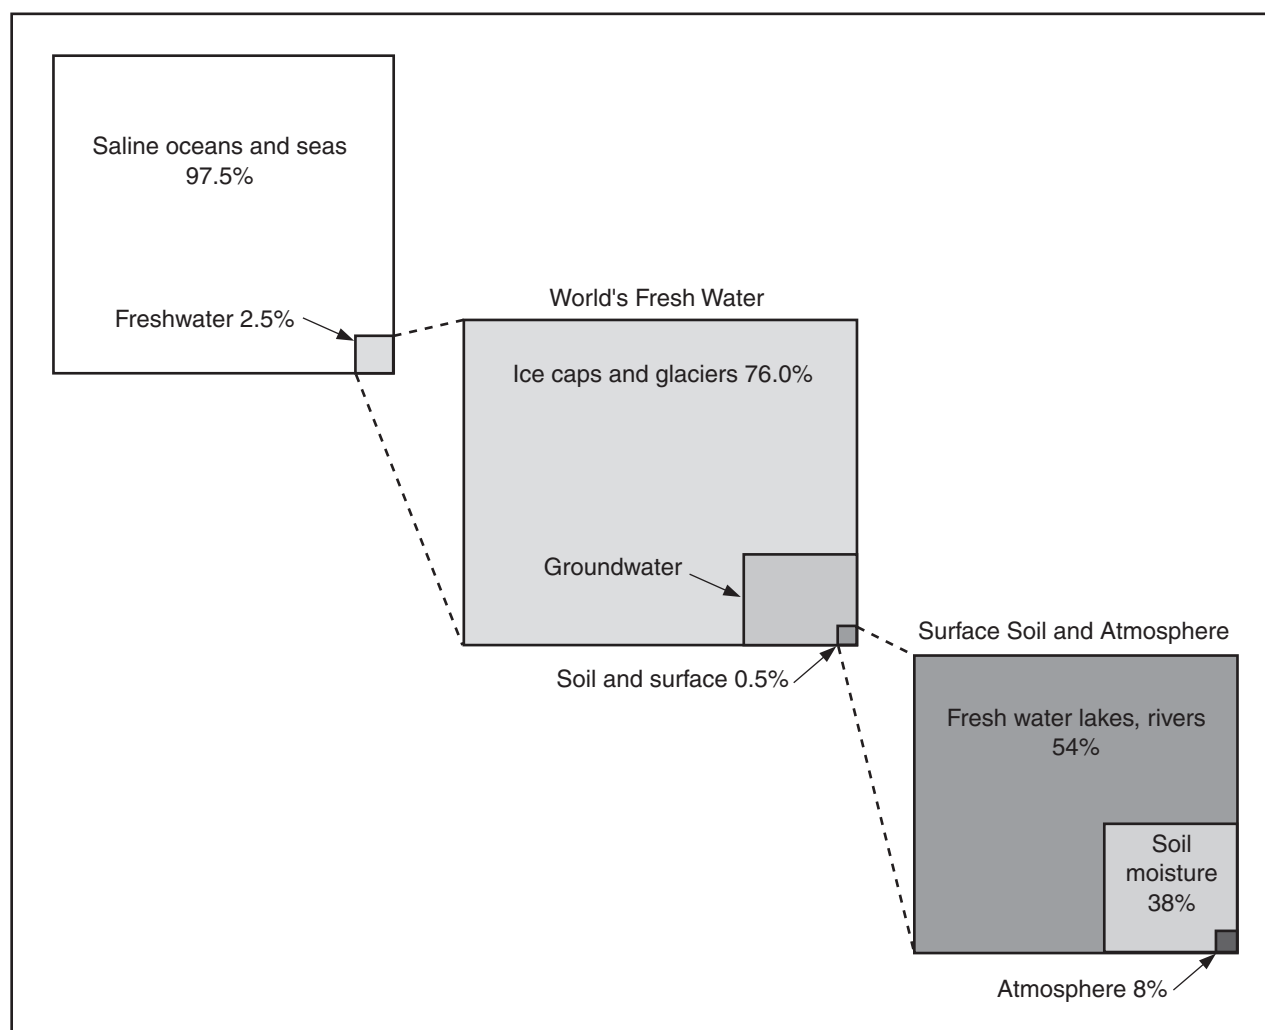 Saline oceans and seas
97.5%
Freshwater 2.5%
World's Fresh Water
Ice caps and glaciers 76.0%
Groundwater
Soil and surface 0.5%
Surface Soil and Atmosphere
Fresh water lakes, rivers
54%
Soil
moisture
38%
Atmosphere 8%